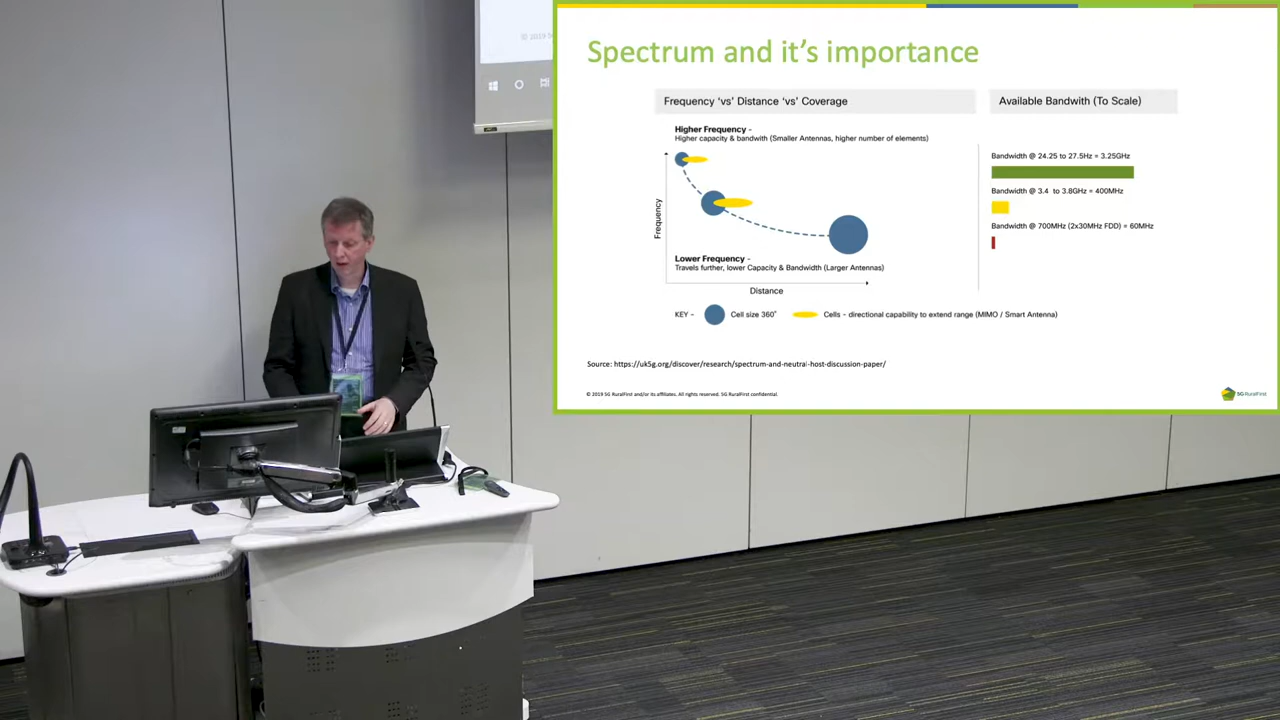 © 2019 5G
Spectrum and it's importance
Frequency 'vs' Distance 'vs' Coverage
Available Bandwith (To Scale)
Higher Frequency -
Higher capacity & bandwith (Smaller Antennas, higher number of elements)
Frequency
Lower Frequency -
Travels further, lower Capacity & Bandwidth (Larger Antennas)
Distance
KEY -
Cell size 360°
Cells - directional capability to extend range (MIMO / Smart Antenna)
Bandwidth @ 24.25 to 27.5Hz = 3.25GHz
Bandwidth @ 3.4 to 3.8GHz = 400MHz
Bandwidth @ 700MHz (2x30MHz FDD) = 60MHz
Source: https://uk5g.org/discover/research/spectrum-and-neutral-host-discussion-paper/
© 2019 5G RuralFirst and/or its affiliates. All rights reserved. 5G RuralFirst confidential.
5G RuralFirst